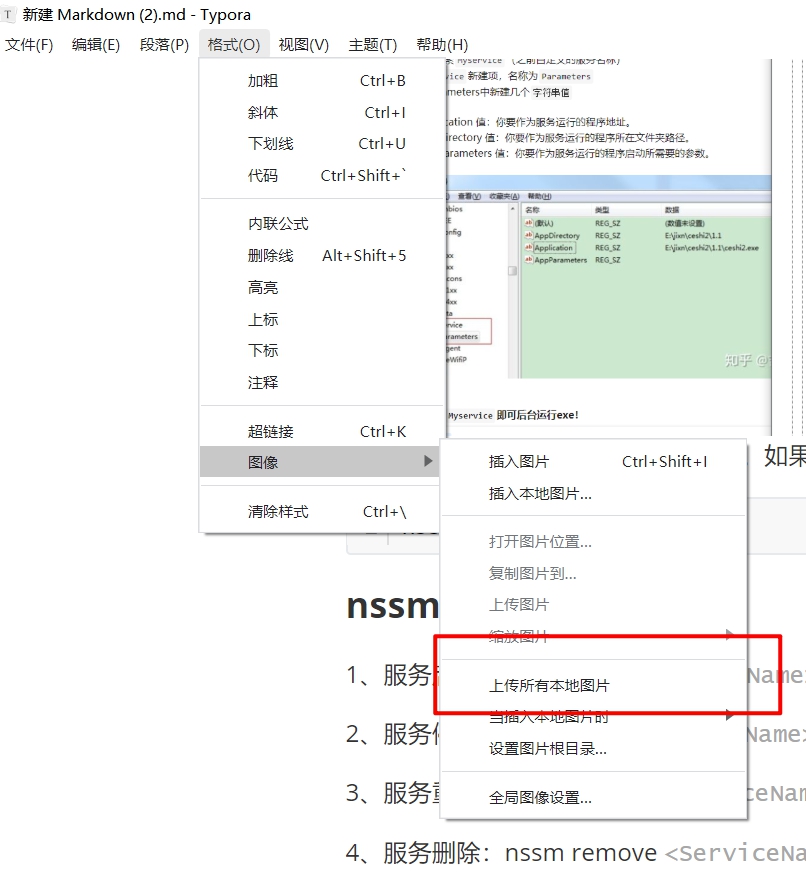 T 新建 Markdown (2).md - Typora
文件(F) 编辑(E) 段落(P) 格式(O) 视图(V) 主题(T) 帮助(H)
加粗 Ctrl+B
斜体 Ctrl+I
下划线 Ctrl+U
代码 Ctrl+Shift+`
内联公式
删除线 Alt+Shift+5
高亮
上标
下标
注释
超链接 Ctrl+K
图像
清除样式 Ctrl+\
Myservice (之前自定义的服务名称)
vice 新建项，名称为 Parameters
meters中新建几个 字符串值
cation 值：你要作为服务运行的程序地址。
irectory 值：你要作为服务运行的程序所在文件夹路径。
arameters 值：你要作为服务运行的程序启动所需要的参数。
查看(V) 收藏夹(A) 帮助(H)
名称 类型 数据
(默认) REG_SZ (数值未设置)
AppDirectory REG_SZ E:\jixn\ceshi2\1.1
Application REG_SZ E:\jixn\ceshi2\1.1\ceshi2.exe
AppParameters REG_SZ
bios
E
onfig
xx
xx
cons
1xx
4xx
ta
rvice
rameters
gent
eWifiP
知乎 @
Myservice 即可后台运行exe!
如果
插入图片 Ctrl+Shift+I
插入本地图片...
打开图片位置...
复制图片到...
上传图片
缩放图片
上传所有本地图片
当插入本地图片时
设置图片根目录...
全局图像设置...
nssm
1、服务 Name>
2、服务 Name>
3、服务 ceNam
4、服务删除：nssm remove <ServiceNa